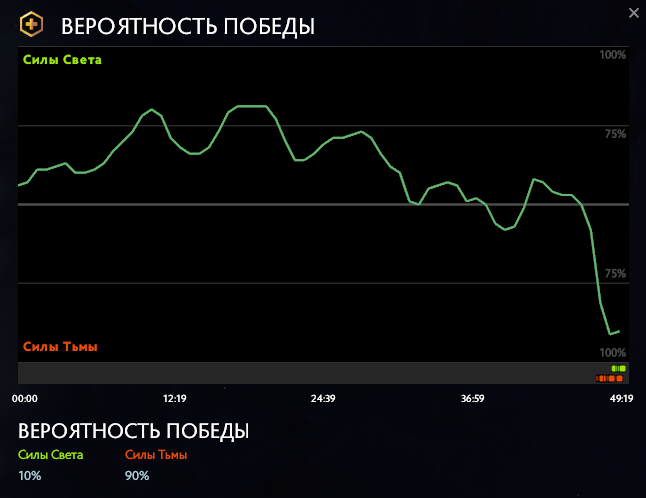 ВЕРОЯТНОСТЬ ПОБЕДЫ
Силы Света
100%
75%
75%
Силы Тьмы
100%
00:00 12:19 24:39 36:59 49:19
ВЕРОЯТНОСТЬ ПОБЕДЫ
Силы Света Силы Тьмы
10% 90%